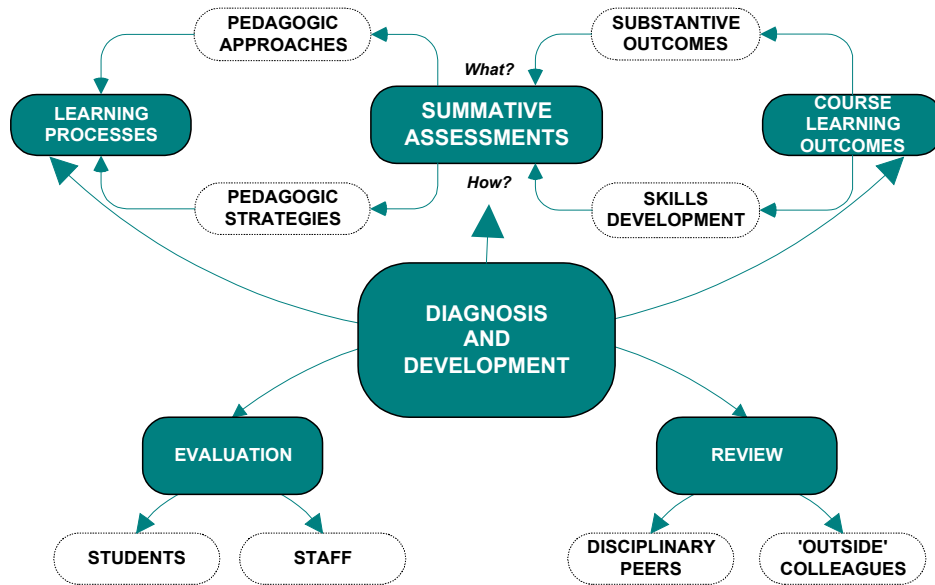 PEDAGOGIC
APPROACHES
SUBSTANTIVE
OUTCOMES
What?
LEARNING
PROCESSES
SUMMATIVE
ASSESSMENTS
COURSE
LEARNING
OUTCOMES
How?
PEDAGOGIC
STRATEGIES
SKILLS
DEVELOPMENT
DIAGNOSIS
AND
DEVELOPMENT
EVALUATION
REVIEW
STUDENTS
STAFF
DISCIPLINARY
PEERS
'OUTSIDE'
COLLEAGUES